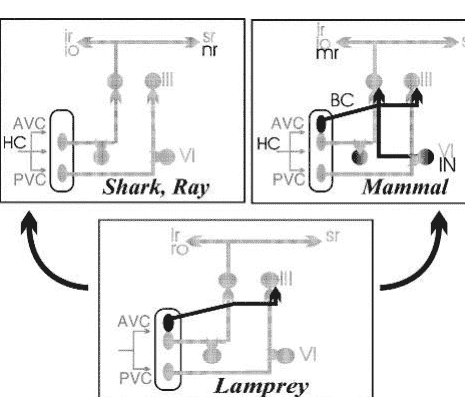 ir
sr
io
nr
III
AVC
HC
PVC
VI
Shark, Ray
ir
io
mr
s
III
BC
AVC
HC
PVC
VI
IN
Mammal
ir
ro
sr
III
AVC
PVC
VI
Lamprey